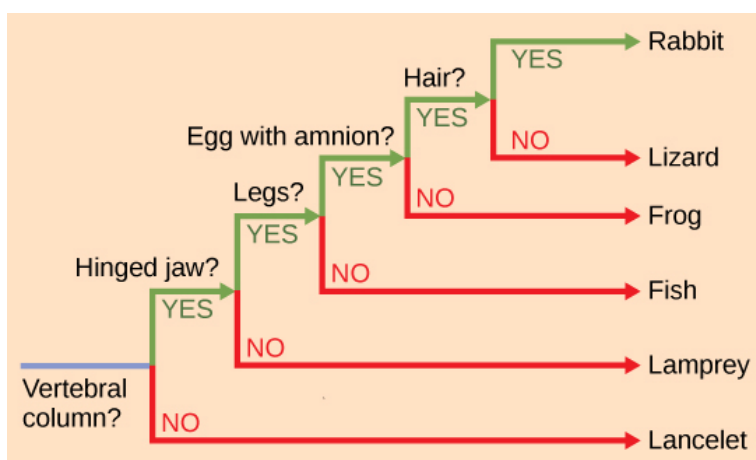 Rabbit
YES
Hair?
YES
NO
Lizard
Egg with amnion?
YES
NO
Frog
Legs?
YES
NO
Fish
Hinged jaw?
YES
NO
Lamprey
Vertebral
column?
NO
Lancelet